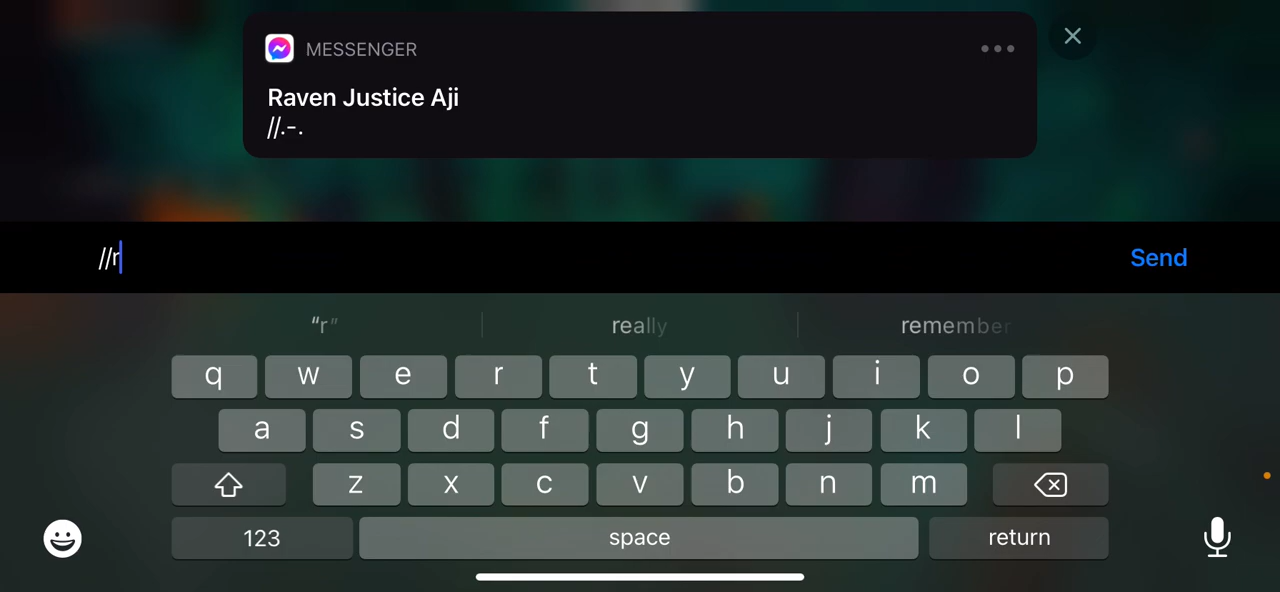 MESSENGER
Raven Justice Aji
//.-.
//r
Send
"r"
really
remember
q w e r t y u i o p
a s d f g h j k l
z x c v b n m
123 space return